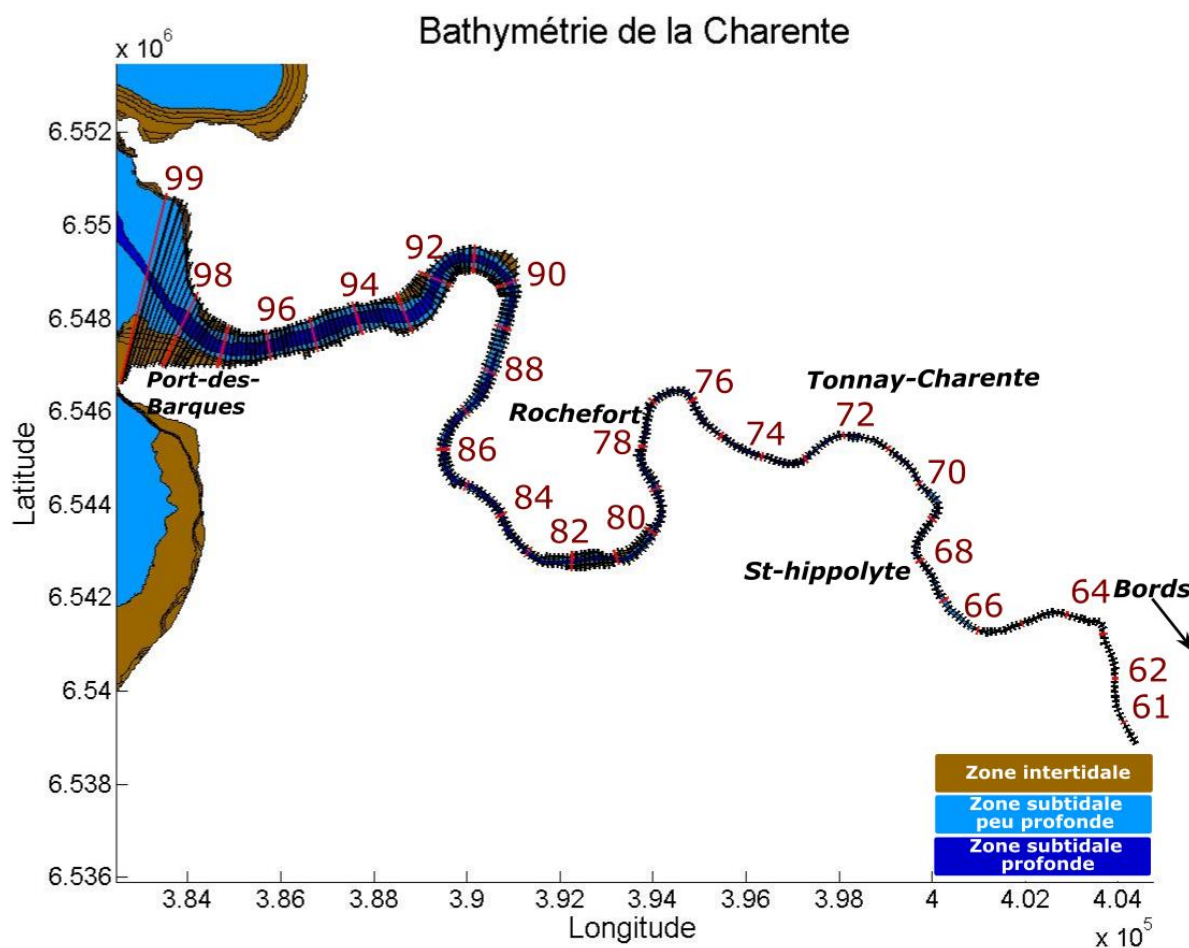 Bathymétrie de la Charente
x 10^6
6.552
99
6.55
92
90
98
94
6.548
96
Port-des-
Barques
88
76
Tonnay-Charente
6.546
Rochefort
72
78
74
86
70
Latitude
6.544
84
82
80
68
St-hippolyte
6.542
66
64
Bords
6.54
62
61
6.538
Zone intertidale
Zone subtidale
peu profonde
Zone subtidale
profonde
6.536
3.84 3.86 3.88 3.9 3.92 3.94 3.96 3.98 4 4.02 4.04
Longitude
x 10^5